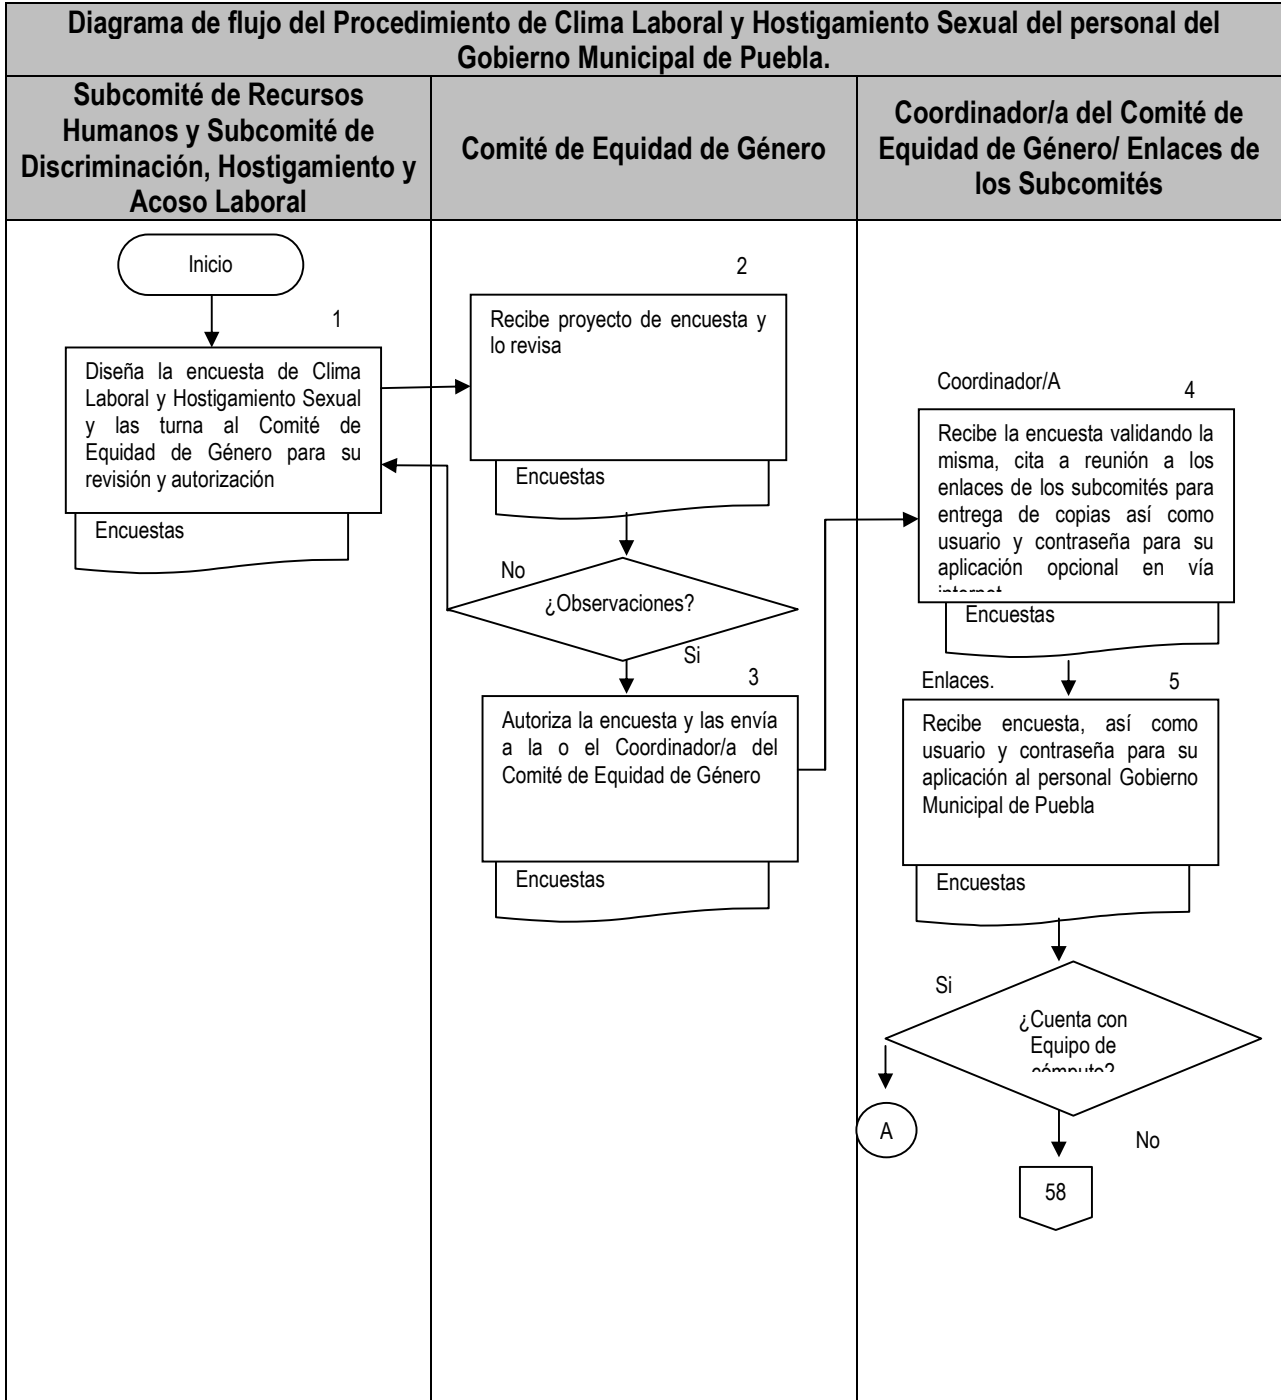 Diagrama de flujo del Procedimiento de Clima Laboral y Hostigamiento Sexual del personal del
Gobierno Municipal de Puebla.
Subcomité de Recursos
Humanos y Subcomité de
Discriminación, Hostigamiento y
Acoso Laboral
Comité de Equidad de Género
Coordinador/a del Comité de
Equidad de Género/ Enlaces de
los Subcomités
Inicio
1
Diseña la encuesta de Clima
Laboral y Hostigamiento Sexual
y las turna al Comité de
Equidad de Género para su
revisión y autorización
Encuestas
2
Recibe proyecto de encuesta y
lo revisa
Encuestas
No
¿Observaciones?
Si
3
Autoriza la encuesta y las envía
a la o el Coordinador/a del
Comité de Equidad de Género
Encuestas
Coordinador/A
4
Recibe la encuesta validando la
misma, cita a reunión a los
enlaces de los subcomités para
entrega de copias así como
usuario y contraseña para su
aplicación opcional en vía
internet
Encuestas
Enlaces.
5
Recibe encuesta, así como
usuario y contraseña para su
aplicación al personal Gobierno
Municipal de Puebla
Encuestas
Si
¿Cuenta con
Equipo de
cómputo?
A
No
58